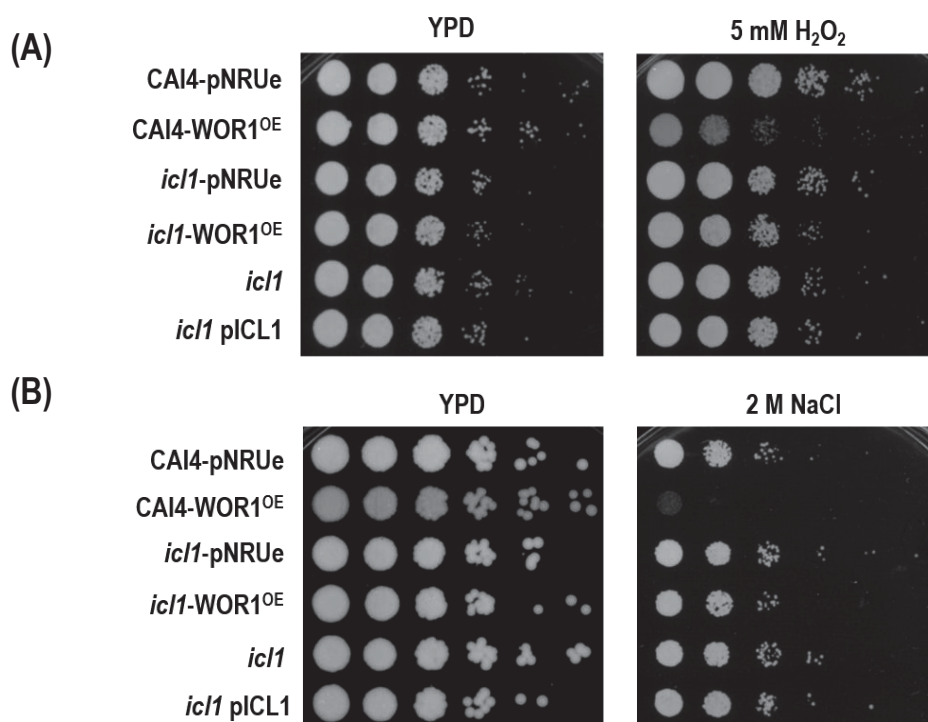 (A)
YPD
5 mM H₂O₂
CAI4-pNRUe
CAI4-WOR1ᴼᴱ
icl1-pNRUe
icl1-WOR1ᴼᴱ
icl1
icl1 pICL1
(B)
YPD
2 M NaCl
CAI4-pNRUe
CAI4-WOR1ᴼᴱ
icl1-pNRUe
icl1-WOR1ᴼᴱ
icl1
icl1 pICL1